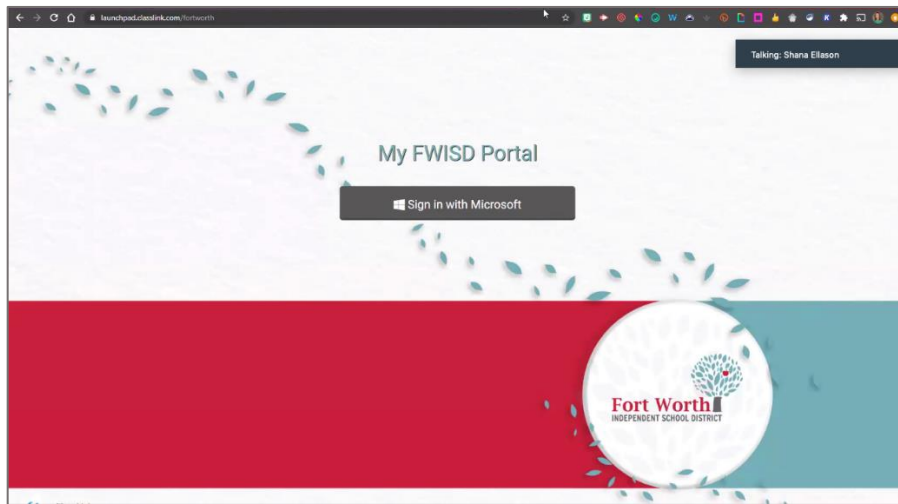 launchpad.classlink.com/fortworth
Talking: Shana Ellason
My FWISD Portal
Sign in with Microsoft
Fort Worth
INDEPENDENT SCHOOL DISTRICT